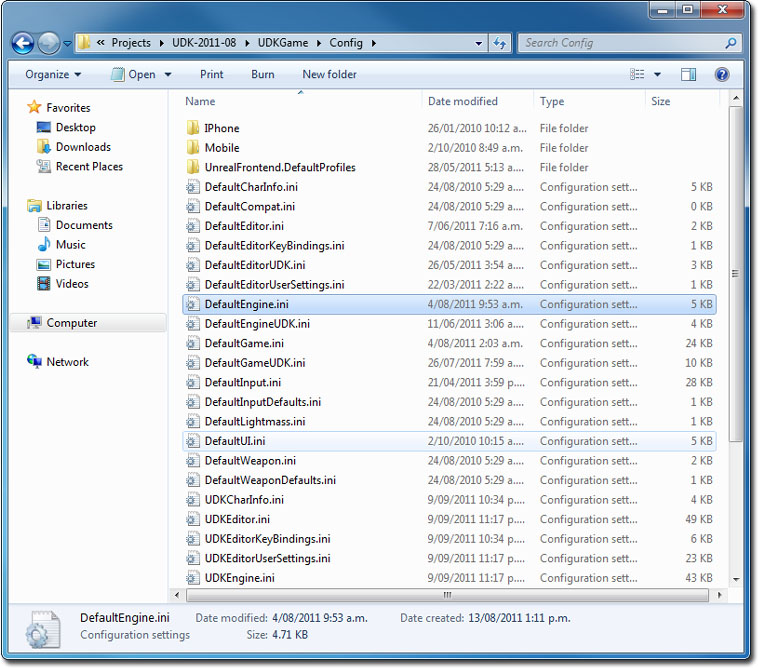 « Projects ▸ UDK-2011-08 ▸ UDKGame ▸ Config ▸ Search Config
Organize Open Print Burn New folder
Name Date modified Type Size
Favorites
Desktop
Downloads
Recent Places
Libraries
Documents
Music
Pictures
Videos
Computer
Network
IPhone 26/01/2010 10:12 a... File folder
Mobile 2/10/2010 8:49 a.m. File folder
UnrealFrontend.DefaultProfiles 28/05/2011 5:13 a.... File folder
DefaultCharInfo.ini 24/08/2010 5:29 a.... Configuration sett... 5 KB
DefaultCompat.ini 24/08/2010 5:29 a.... Configuration sett... 0 KB
DefaultEditor.ini 7/06/2011 7:16 a.m. Configuration sett... 2 KB
DefaultEditorKeyBindings.ini 24/08/2010 5:29 a.... Configuration sett... 1 KB
DefaultEditorUDK.ini 26/05/2011 3:54 a.... Configuration sett... 3 KB
DefaultEditorUserSettings.ini 22/03/2011 2:22 a.... Configuration sett... 1 KB
DefaultEngine.ini 4/08/2011 9:53 a.m. Configuration sett... 5 KB
DefaultEngineUDK.ini 11/06/2011 3:06 a.... Configuration sett... 4 KB
DefaultGame.ini 4/08/2011 2:03 a.m. Configuration sett... 24 KB
DefaultGameUDK.ini 26/07/2011 7:59 a.... Configuration sett... 10 KB
DefaultInput.ini 21/04/2011 3:59 p.... Configuration sett... 28 KB
DefaultInputDefaults.ini 24/08/2010 5:29 a.... Configuration sett... 1 KB
DefaultLightmass.ini 24/08/2010 5:29 a.... Configuration sett... 1 KB
DefaultUI.ini 2/10/2010 10:15 a.... Configuration sett... 5 KB
DefaultWeapon.ini 24/08/2010 5:29 a.... Configuration sett... 2 KB
DefaultWeaponDefaults.ini 24/08/2010 5:29 a.... Configuration sett... 1 KB
UDKCharInfo.ini 9/09/2011 10:34 p.... Configuration sett... 4 KB
UDKEditor.ini 9/09/2011 11:17 p.... Configuration sett... 49 KB
UDKEditorKeyBindings.ini 9/09/2011 10:34 p.... Configuration sett... 6 KB
UDKEditorUserSettings.ini 9/09/2011 11:17 p.... Configuration sett... 23 KB
UDKEngine.ini 9/09/2011 11:17 p.... Configuration sett... 43 KB
DefaultEngine.ini Date modified: 4/08/2011 9:53 a.m. Date created: 13/08/2011 1:11 p.m.
Configuration settings Size: 4.71 KB